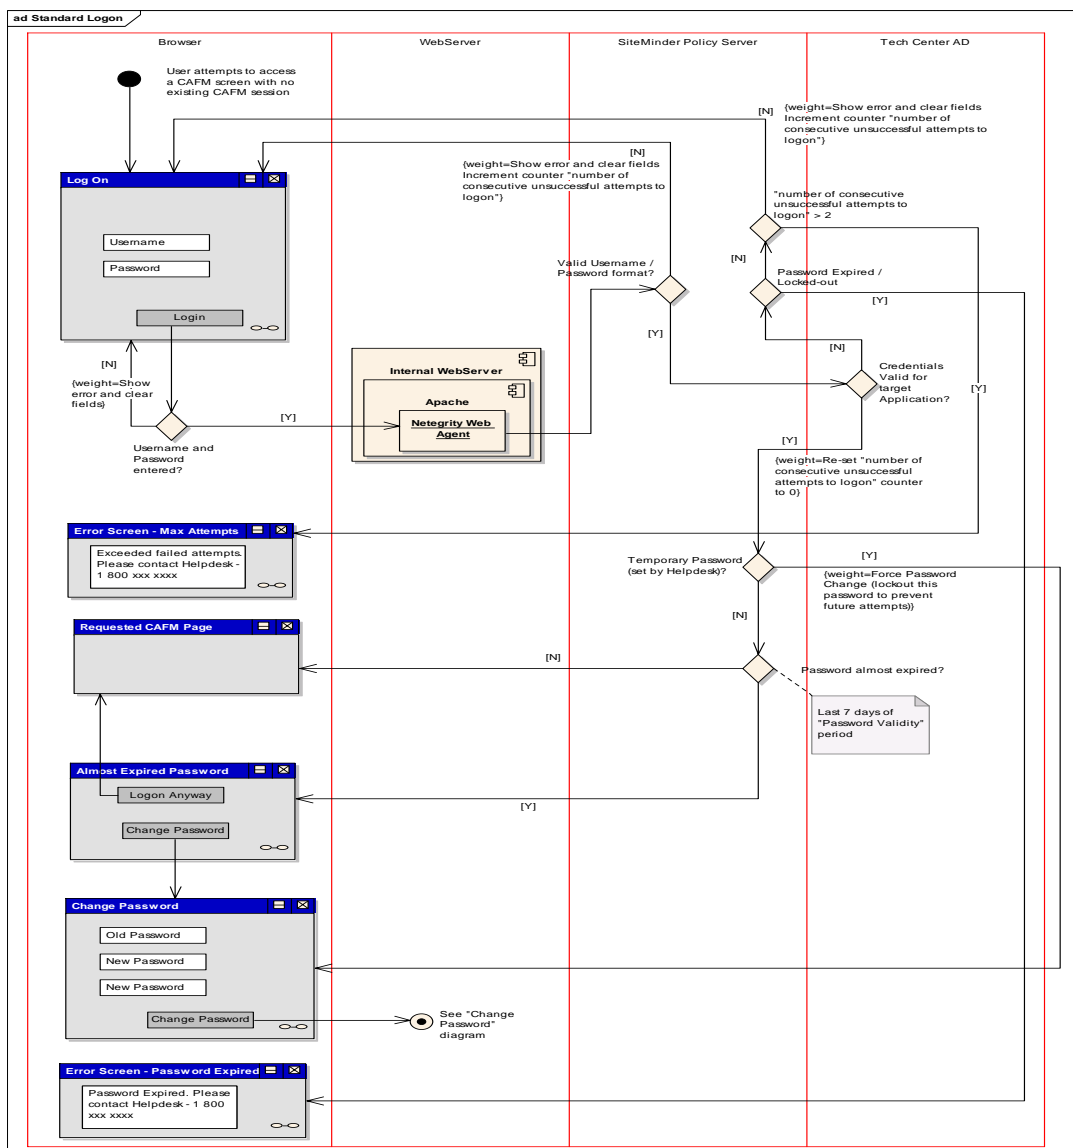 ad Standard Logon
Browser
WebServer
SiteMinder Policy Server
Tech Center AD
User attempts to access
a CAFM screen with no
existing CAFM session
[N]
{weight=Show error and clear fields
Increment counter "number of
consecutive unsuccessful attempts to
logon"}
[N]
{weight=Show error and clear fields
Increment counter "number of
consecutive unsuccessful attempts to
logon"}
Log On
Username
Password
Login
"number of consecutive
unsuccessful attempts to
logon" > 2
[N]
Valid Username /
Password format?
Password Expired /
Locked-out
[Y]
[Y]
[N]
[N]
{weight=Show
error and clear
fields}
Internal WebServer
Apache
Netegrity Web
Agent
Credentials
Valid for
target
Application?
[Y]
[Y]
Username and
Password
entered?
[Y]
{weight=Re-set "number of
consecutive unsuccessful
attempts to logon" counter
to 0}
Error Screen - Max Attempts
Exceeded failed attempts.
Please contact Helpdesk -
1 800 xxx xxxx
Temporary Password
(set by Helpdesk)?
[Y]
{weight=Force Password
Change (lockout this
password to prevent
future attempts)}
[N]
Requested CAFM Page
[N]
Password almost expired?
Last 7 days of
"Password Validity"
period
Almost Expired Password
Logon Anyway
Change Password
[Y]
Change Password
Old Password
New Password
New Password
Change Password
See "Change
Password"
diagram
Error Screen - Password Expired
Password Expired. Please
contact Helpdesk - 1 800
xxx xxxx